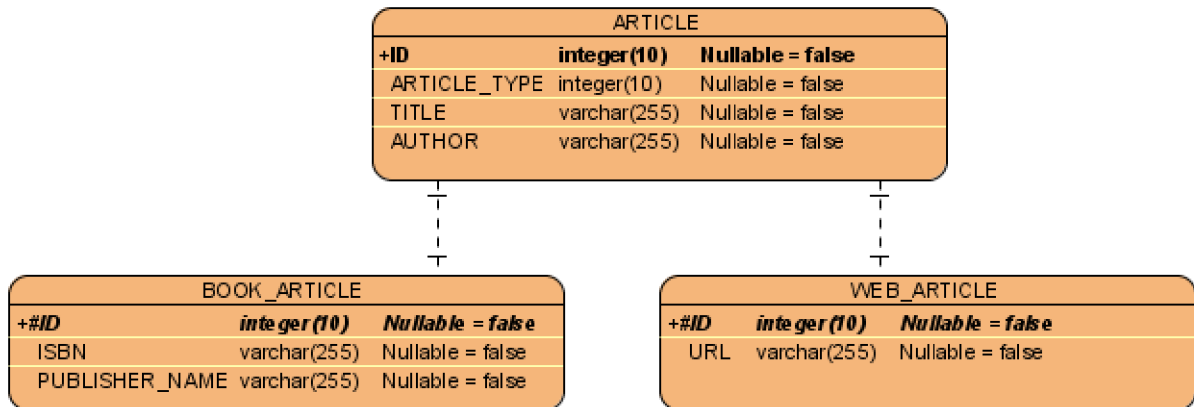 ARTICLE
+ID integer(10) Nullable = false
ARTICLE_TYPE integer(10) Nullable = false
TITLE varchar(255) Nullable = false
AUTHOR varchar(255) Nullable = false
BOOK_ARTICLE
+#ID integer(10) Nullable = false
ISBN varchar(255) Nullable = false
PUBLISHER_NAME varchar(255) Nullable = false
WEB_ARTICLE
+#ID integer(10) Nullable = false
URL varchar(255) Nullable = false